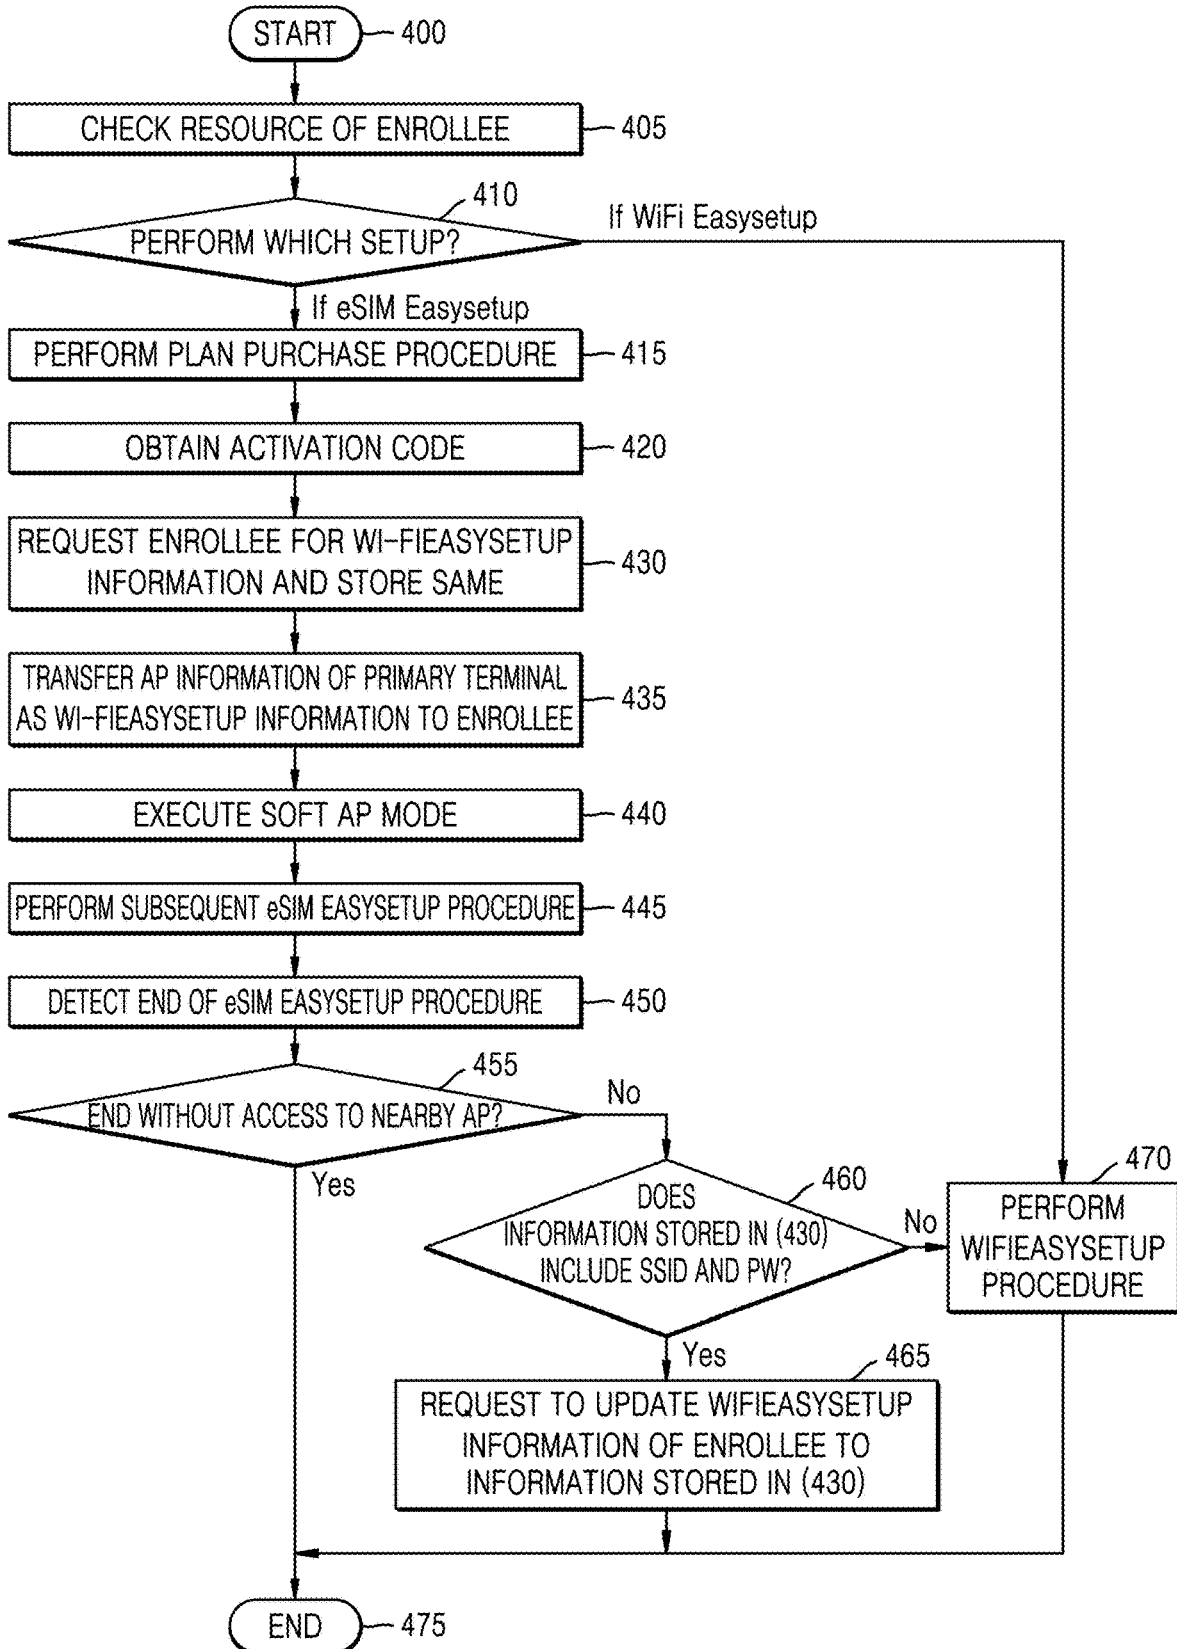 START
400
CHECK RESOURCE OF ENROLLEE
405
410
PERFORM WHICH SETUP?
If WiFi Easysetup
If eSIM Easysetup
PERFORM PLAN PURCHASE PROCEDURE
415
OBTAIN ACTIVATION CODE
420
REQUEST ENROLLEE FOR WI-FIEASYSETUP
INFORMATION AND STORE SAME
430
TRANSFER AP INFORMATION OF PRIMARY TERMINAL
AS WI-FIEASYSETUP INFORMATION TO ENROLLEE
435
EXECUTE SOFT AP MODE
440
PERFORM SUBSEQUENT eSIM EASYSETUP PROCEDURE
445
DETECT END OF eSIM EASYSETUP PROCEDURE
450
455
END WITHOUT ACCESS TO NEARBY AP?
No
Yes
460
DOES
INFORMATION STORED IN (430)
INCLUDE SSID AND PW?
No
470
PERFORM
WIFIEASYSETUP
PROCEDURE
Yes
465
REQUEST TO UPDATE WIFIEASYSETUP
INFORMATION OF ENROLLEE TO
INFORMATION STORED IN (430)
END
475